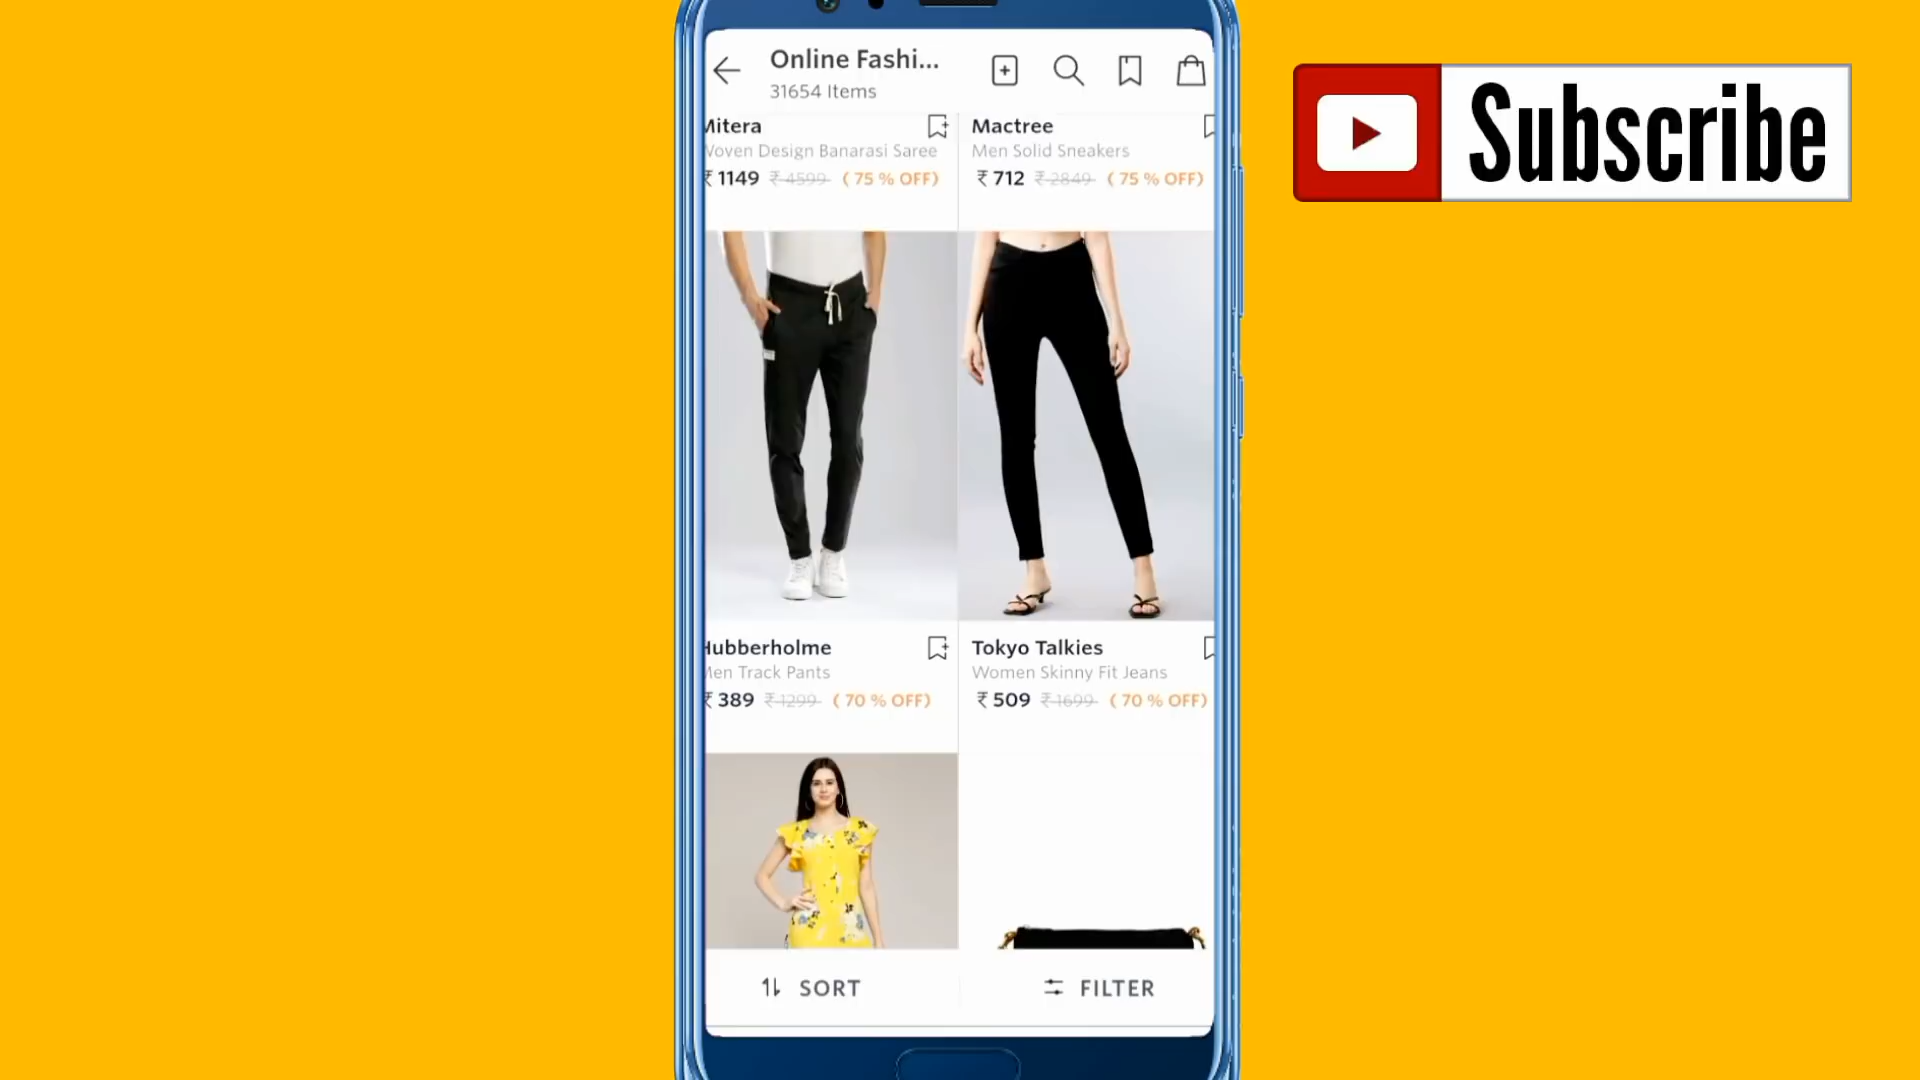 Online Fashi...
31654 Items
Mitera
Woven Design Banarasi Saree
₹ 1149 ₹ 4599 ( 75 % OFF)
Mactree
Men Solid Sneakers
₹ 712 ₹ 2849 ( 75 % OFF)
Hubberholme
Men Track Pants
₹ 389 ₹ 1299 ( 70 % OFF)
Tokyo Talkies
Women Skinny Fit Jeans
₹ 509 ₹ 1699 ( 70 % OFF)
SORT
FILTER
Subscribe